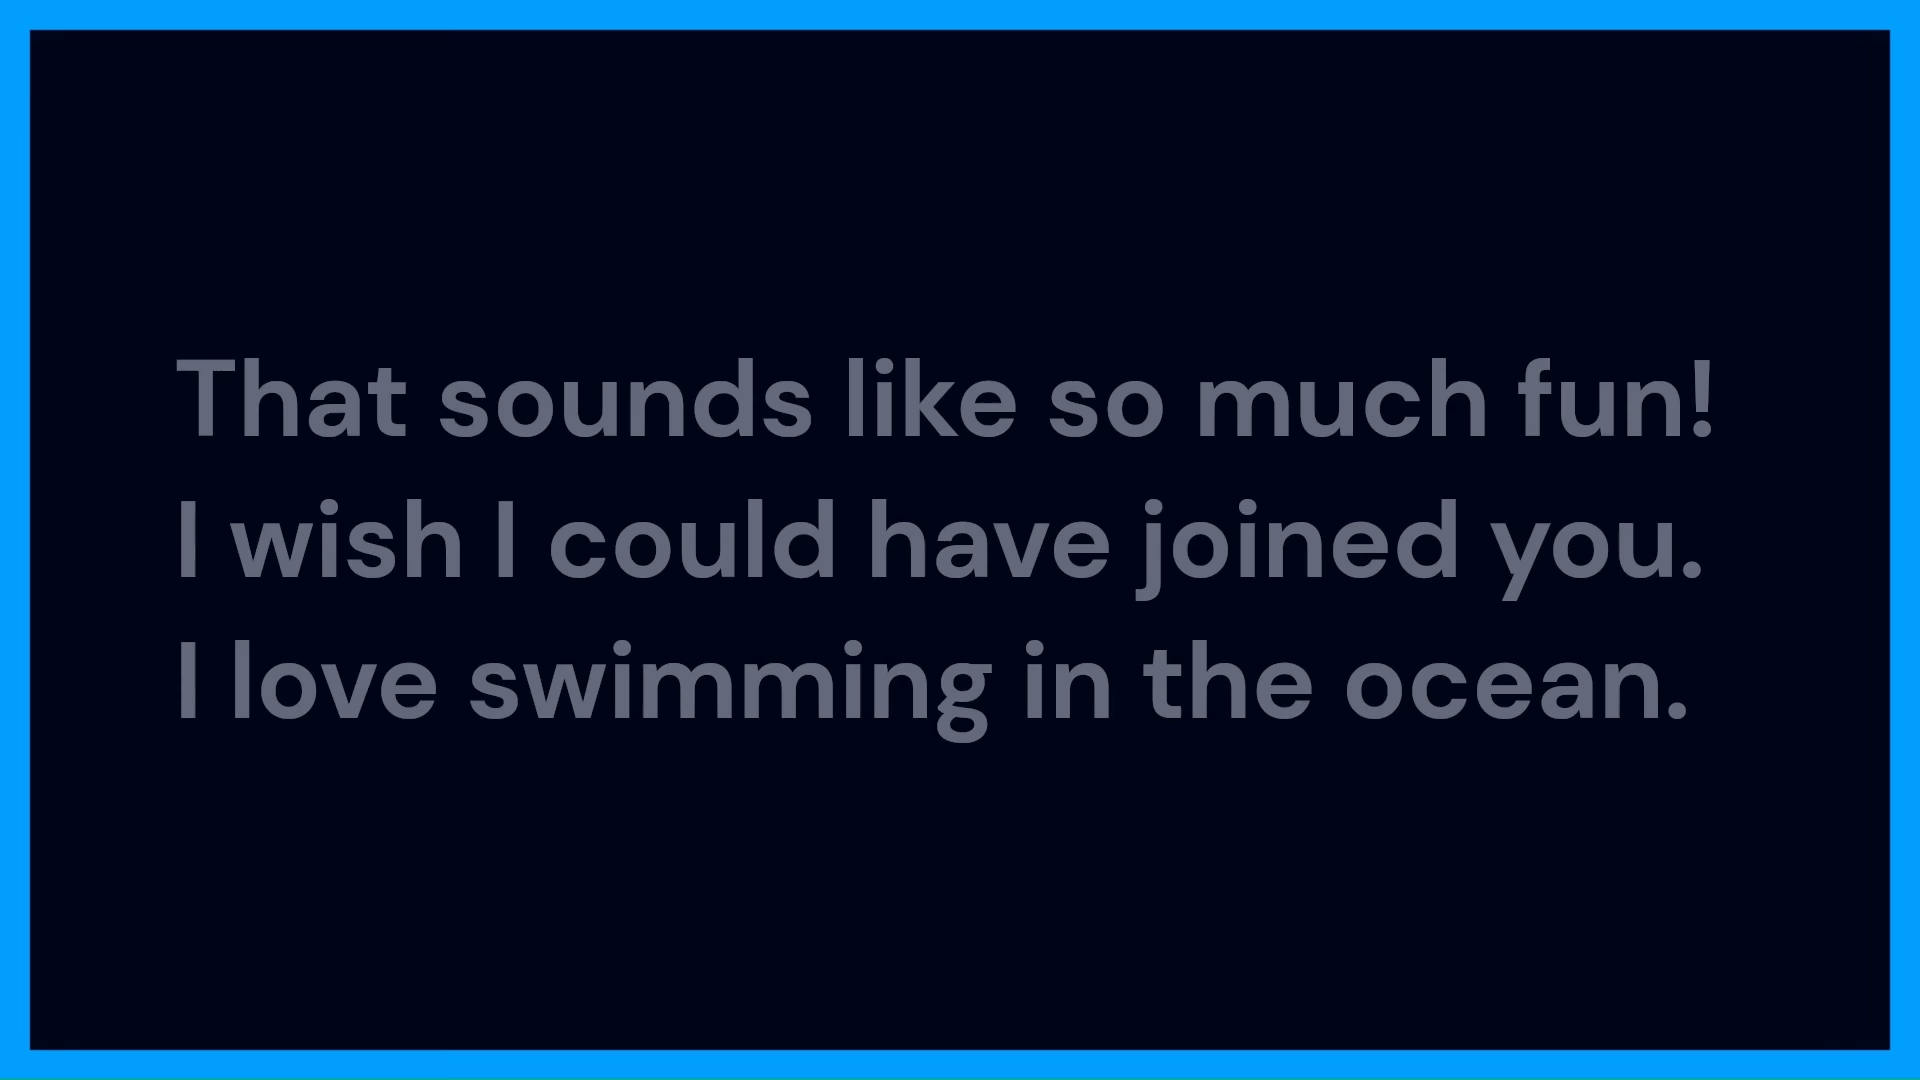 That sounds like so much fun!
I wish I could have joined you.
I love swimming in the ocean.